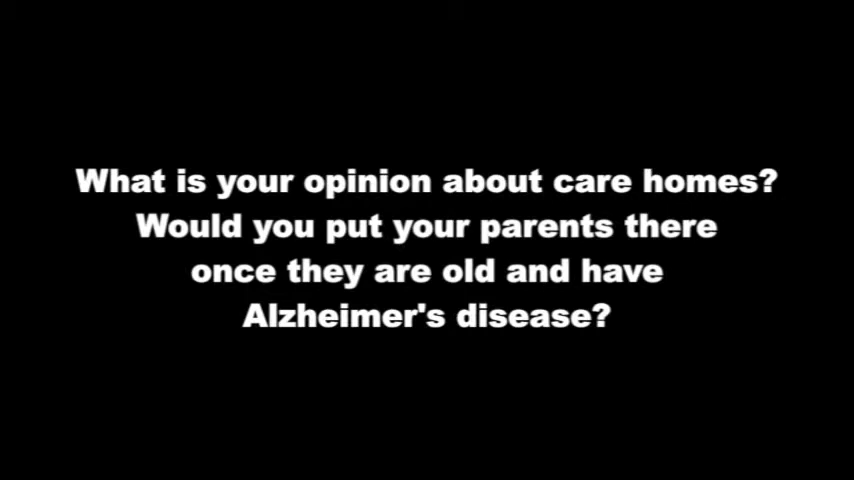 What is your opinion about care homes?
Would you put your parents there
once they are old and have
Alzheimer's disease?